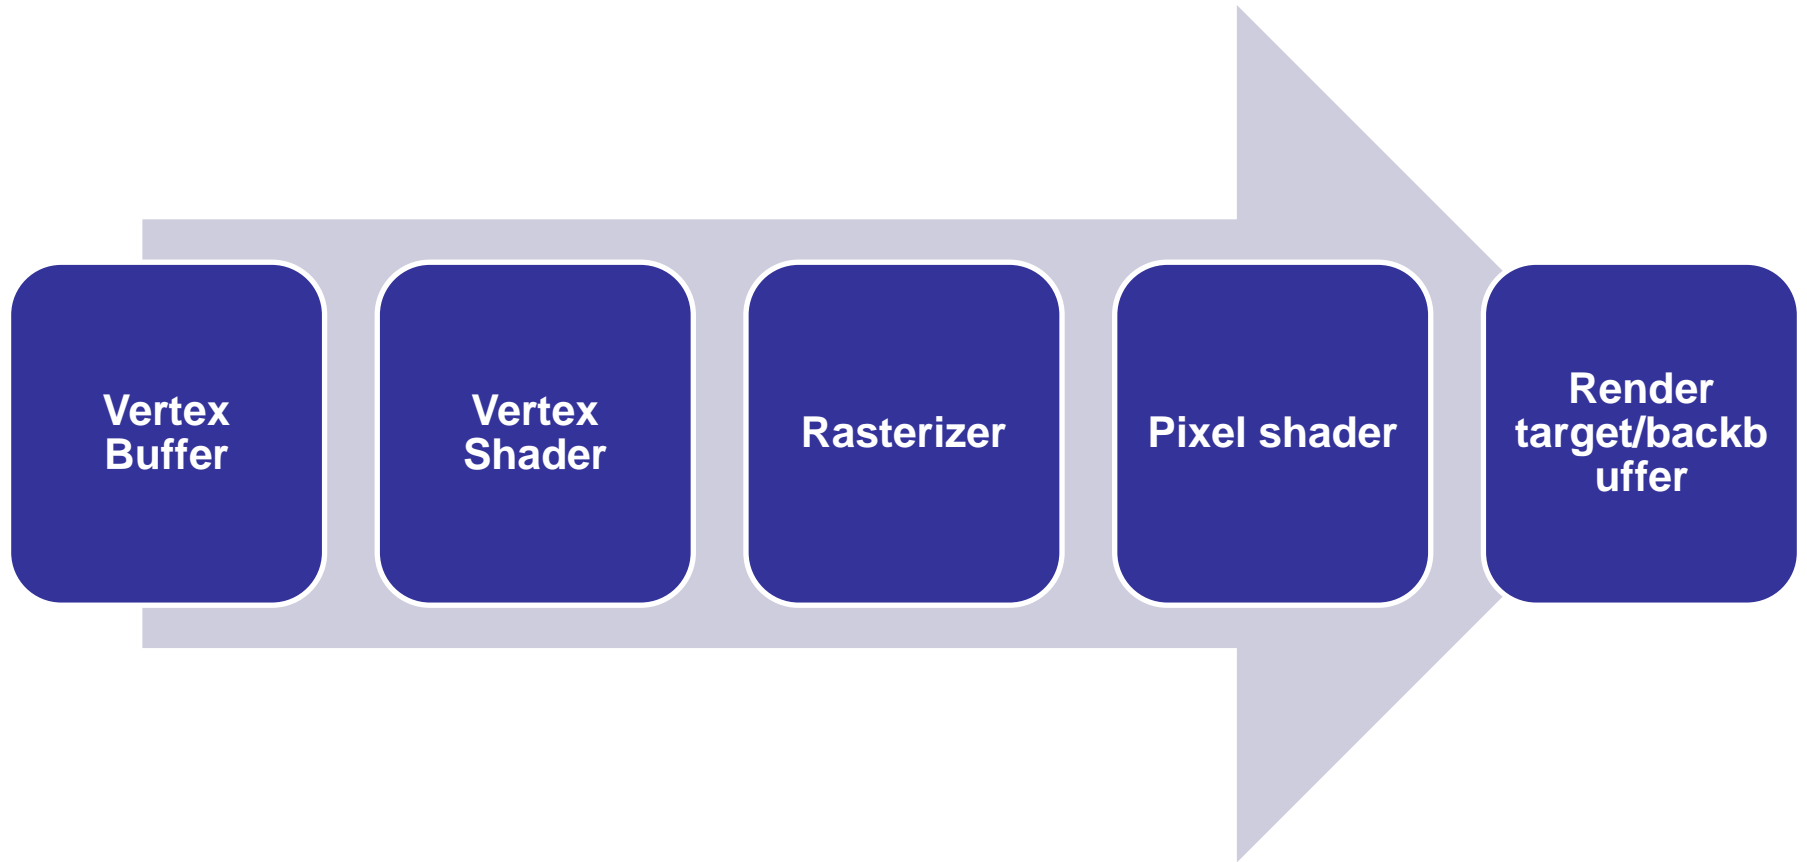 Vertex
Buffer
Vertex
Shader
Rasterizer
Pixel shader
Render
target/backb
uffer